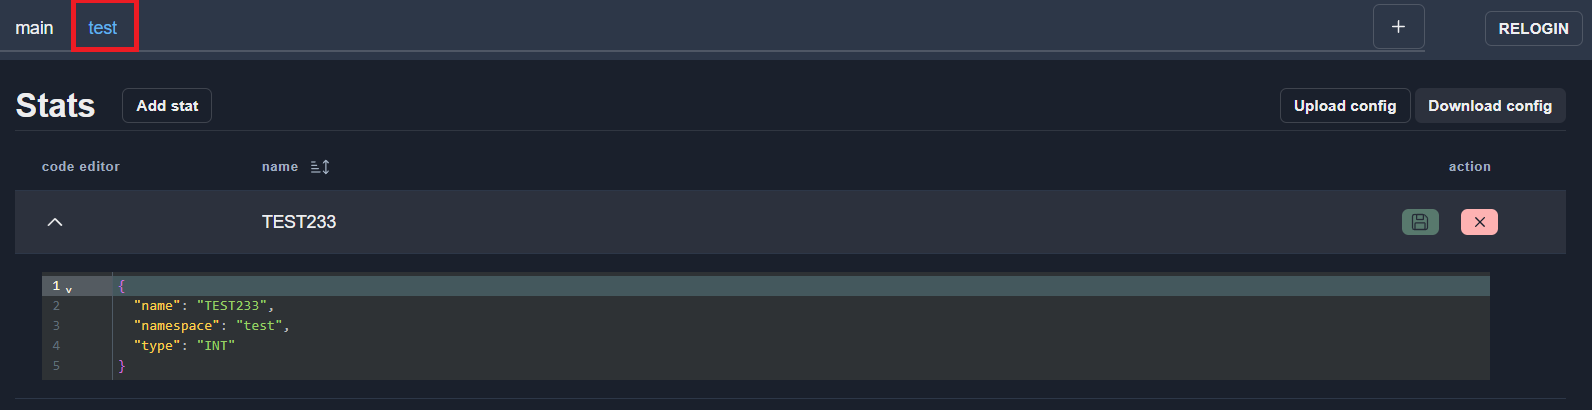 main test + RELOGIN
Stats Add stat Upload config Download config
code editor name action
TEST233
1 {
2 "name": "TEST233",
3 "namespace": "test",
4 "type": "INT"
5 }